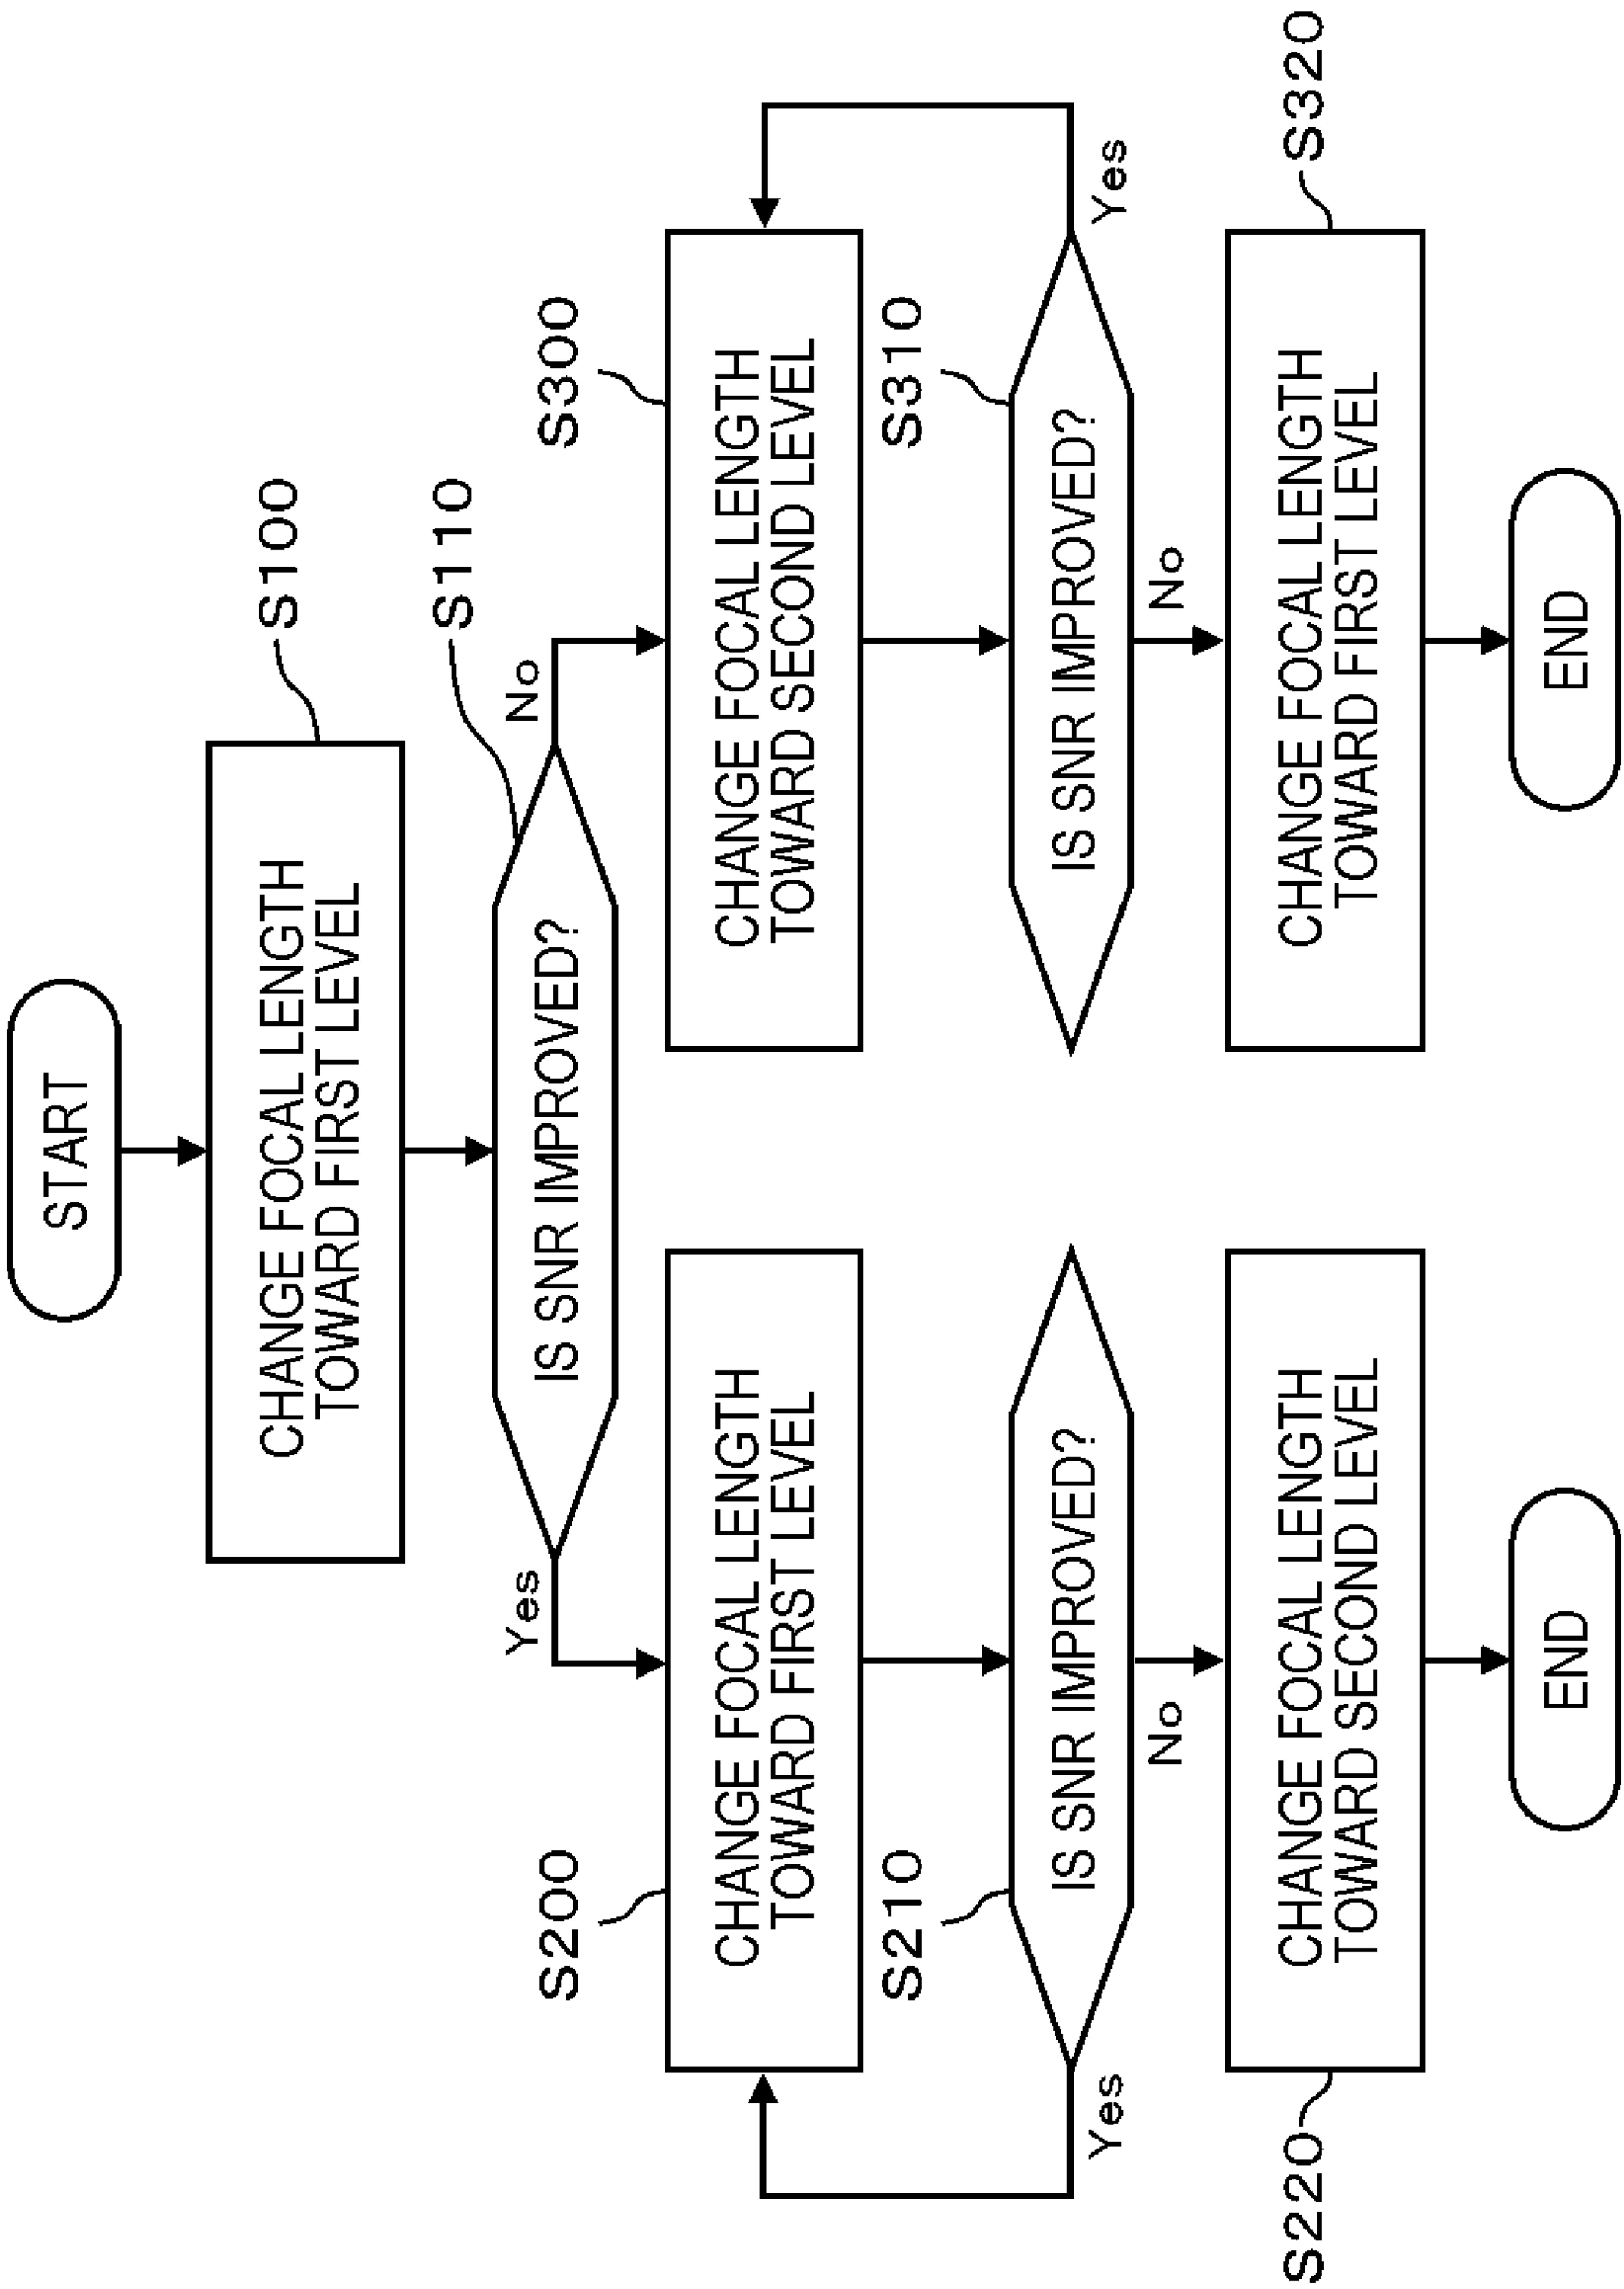 START
CHANGE FOCAL LENGTH
TOWARD FIRST LEVEL
S100
IS SNR IMPROVED?
S110
Yes
No
S200
CHANGE FOCAL LENGTH
TOWARD FIRST LEVEL
S210
IS SNR IMPROVED?
Yes
No
S220
CHANGE FOCAL LENGTH
TOWARD SECOND LEVEL
END
S300
CHANGE FOCAL LENGTH
TOWARD SECOND LEVEL
S310
IS SNR IMPROVED?
Yes
No
S320
CHANGE FOCAL LENGTH
TOWARD FIRST LEVEL
END